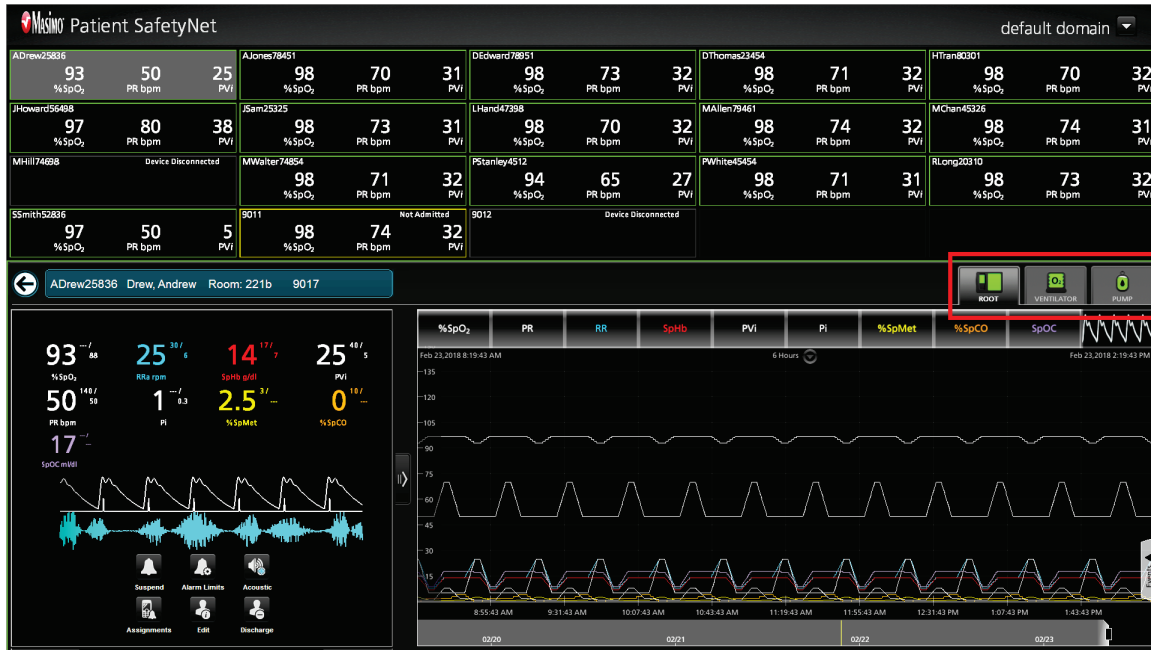 Masimo Patient SafetyNet
default domain
ADrew25836
93 50 25
%SpO₂ PR bpm PVi
AJones78451
98 70 31
%SpO₂ PR bpm PVi
DEdward78951
98 73 32
%SpO₂ PR bpm PVi
DThomas23454
98 71 32
%SpO₂ PR bpm PVi
HTran80301
98 70 32
%SpO₂ PR bpm PVi
JHoward56498
97 80 38
%SpO₂ PR bpm PVi
JSam25325
98 73 31
%SpO₂ PR bpm PVi
LHand47398
98 70 32
%SpO₂ PR bpm PVi
MAllen79461
98 74 32
%SpO₂ PR bpm PVi
MChan45326
98 74 31
%SpO₂ PR bpm PVi
MHill74698 Device Disconnected
MWalter74854
98 71 32
%SpO₂ PR bpm PVi
PStanley4512
94 65 27
%SpO₂ PR bpm PVi
PWhite45454
98 71 31
%SpO₂ PR bpm PVi
RLong20310
98 73 32
%SpO₂ PR bpm PVi
SSmith52836
97 50 5
%SpO₂ PR bpm PVi
9011 Not Admitted
98 74 32
%SpO₂ PR bpm PVi
9012 Device Disconnected
ADrew25836 Drew, Andrew Room: 221b 9017
ROOT VENTILATOR PUMP
O₂
93 ---/ 88 25 30/ 6 14 17/ 7 25 40/ 5
%SpO₂ RRa rpm SpHb g/dl PVi
50 140/ 50 1 ---/ 0.3 2.5 3/ --- 0 10/ ---
PR bpm Pi %SpMet %SpCO
17 --/ --
SpOC ml/dl
Suspend Alarm Limits Acoustic
Assignments Edit Discharge
%SpO₂ PR RR SpHb PVi Pi %SpMet %SpCO SpOC
Feb 23,2018 8:19:43 AM 6 Hours Feb 23,2018 2:19:43 PM
135
120
105
90
75
60
45
30
15
Events
8:55:43 AM 9:31:43 AM 10:07:43 AM 10:43:43 AM 11:19:43 AM 11:55:43 AM 12:31:43 PM 1:07:43 PM 1:43:43 PM
02/20 02/21 02/22 02/23